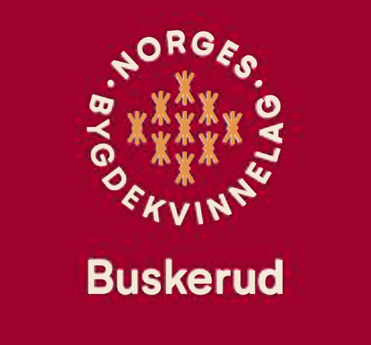 · NORGES ·
BYGDEKVINNELAG
Buskerud